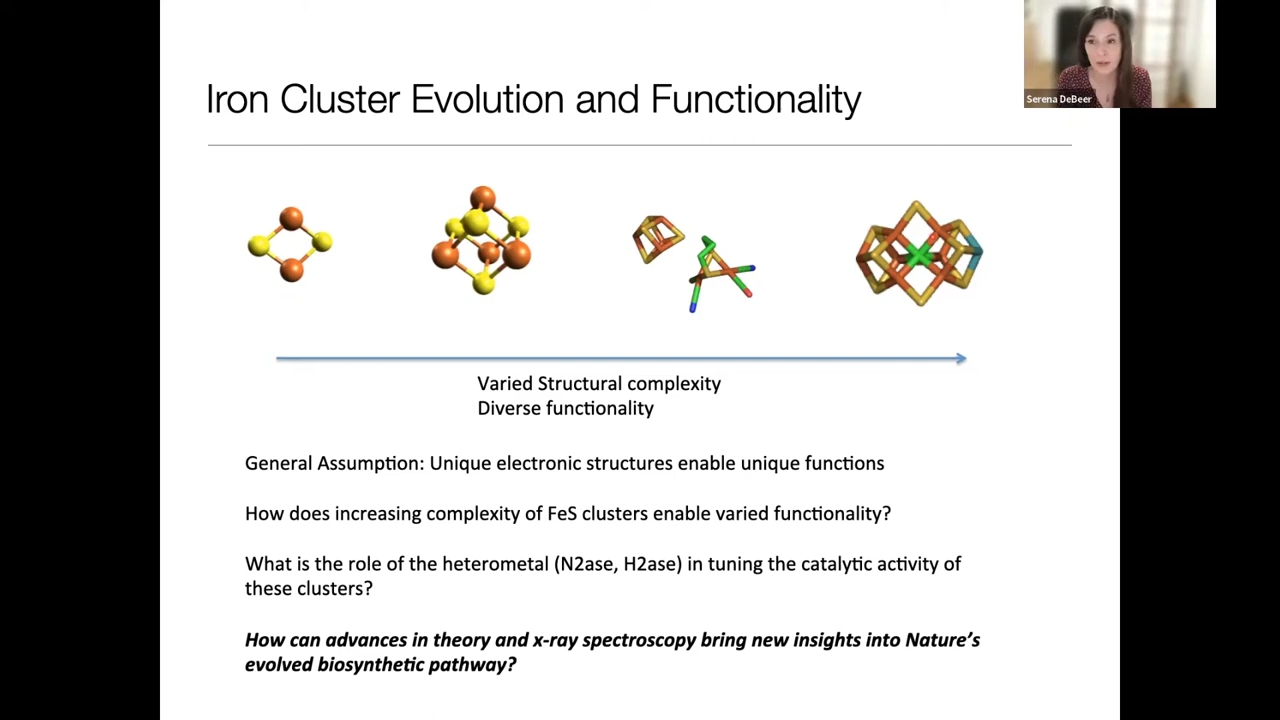 Iron Cluster Evolution and Functionality
Serena DeBeer
Varied Structural complexity
Diverse functionality
General Assumption: Unique electronic structures enable unique functions
How does increasing complexity of FeS clusters enable varied functionality?
What is the role of the heterometal (N2ase, H2ase) in tuning the catalytic activity of
these clusters?
How can advances in theory and x-ray spectroscopy bring new insights into Nature’s
evolved biosynthetic pathway?